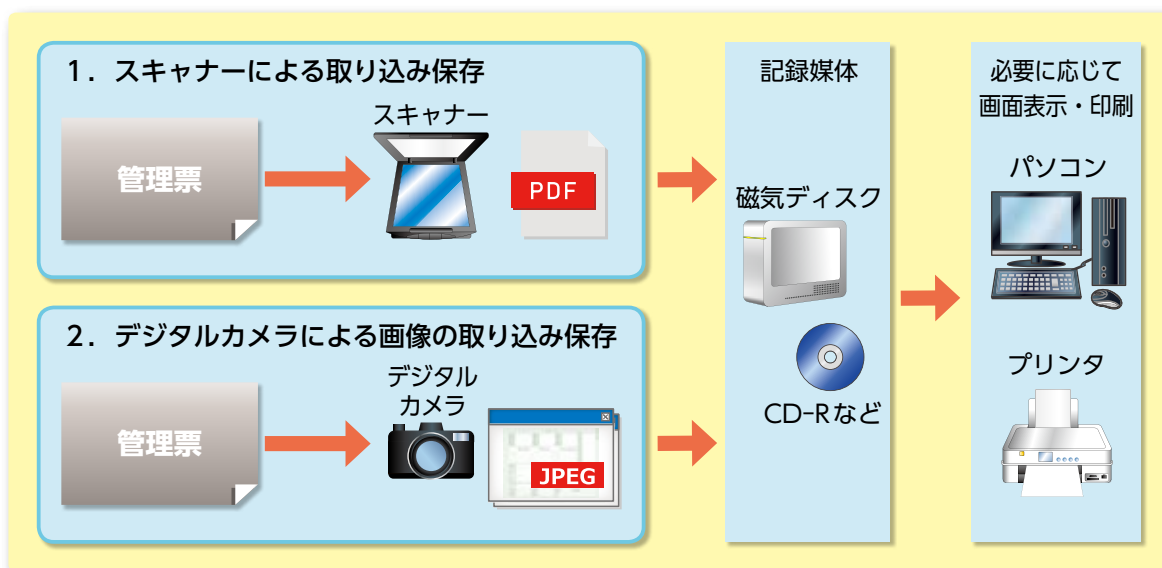 1．スキャナーによる取り込み保存
管理票
スキャナー
PDF
2．デジタルカメラによる画像の取り込み保存
管理票
デジタル
カメラ
JPEG
記録媒体
磁気ディスク
CD-Rなど
必要に応じて
画面表示・印刷
パソコン
プリンタ